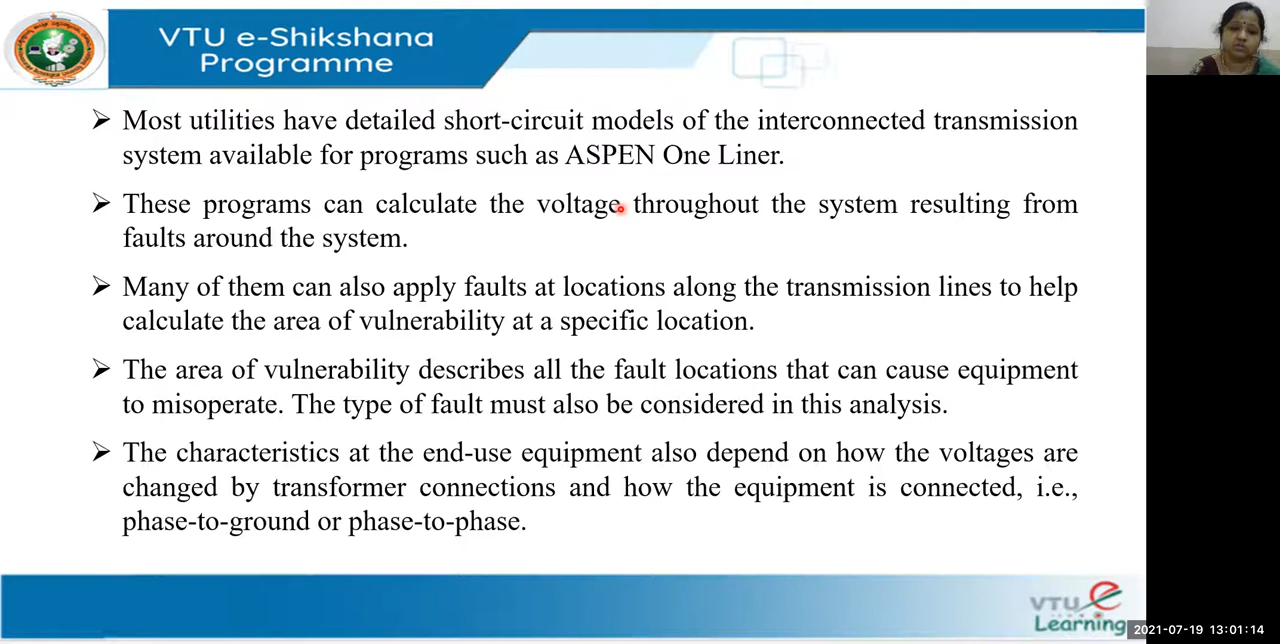 VTU e-Shikshana
Programme
➢ Most utilities have detailed short-circuit models of the interconnected transmission
system available for programs such as ASPEN One Liner.
➢ These programs can calculate the voltage throughout the system resulting from
faults around the system.
➢ Many of them can also apply faults at locations along the transmission lines to help
calculate the area of vulnerability at a specific location.
➢ The area of vulnerability describes all the fault locations that can cause equipment
to misoperate. The type of fault must also be considered in this analysis.
➢ The characteristics at the end-use equipment also depend on how the voltages are
changed by transformer connections and how the equipment is connected, i.e.,
phase-to-ground or phase-to-phase.
VTU e
Learning
2021-07-19 13:01:14